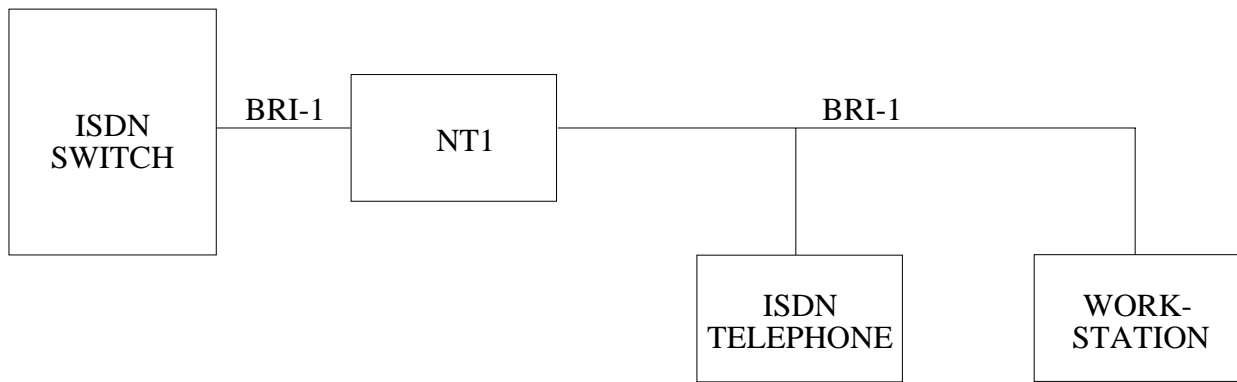 ISDN
SWITCH
BRI-1
NT1
BRI-1
ISDN
TELEPHONE
WORK-
STATION